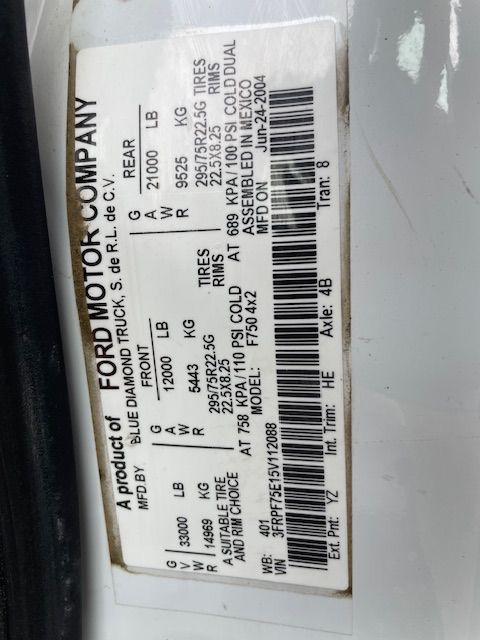 A product of FORD MOTOR COMPANY
MFD.BY BLUE DIAMOND TRUCK, S. de R.L. de C.V.
FRONT REAR
G 33000 LB G 12000 LB G 21000 LB
V A A
W W W
R 14969 KG R 5443 KG R 9525 KG
A SUITABLE TIRE 295/75R22.5G TIRES 295/75R22.5G TIRES
AND RIM CHOICE 22.5X8.25 RIMS 22.5X8.25 RIMS
AT 758 KPA/110 PSI COLD AT 689 KPA/100 PSI COLD DUAL
MODEL: F750 4x2 ASSEMBLED IN MEXICO
WB: 401 MFD ON Jun-24-2004
VIN 3FRPF75E15V112088
Ext. Pnt: YZ Int. Trim: HE Axle: 4B Tran: 8